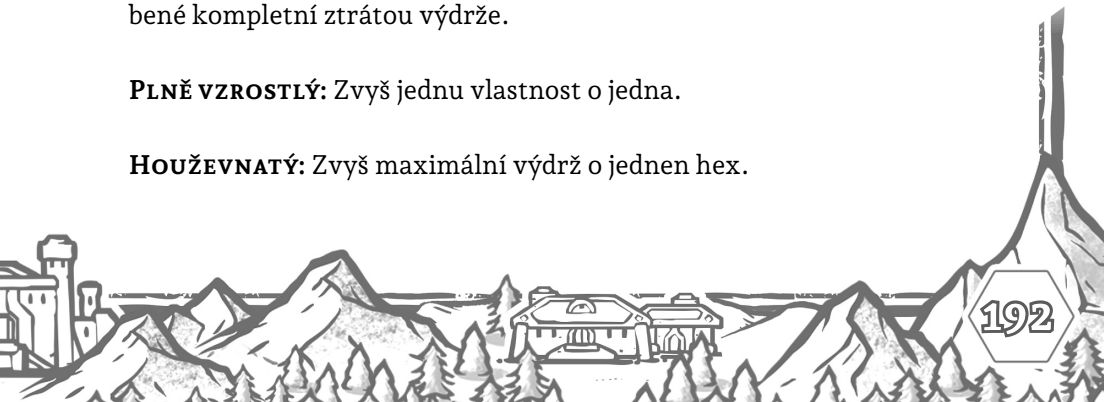 bené kompletní ztrátou výdrže.
Plně vzrostlý: Zvyš jednu vlastnost o jedna.
Houževnatý: Zvyš maximální výdrž o jednen hex.
192